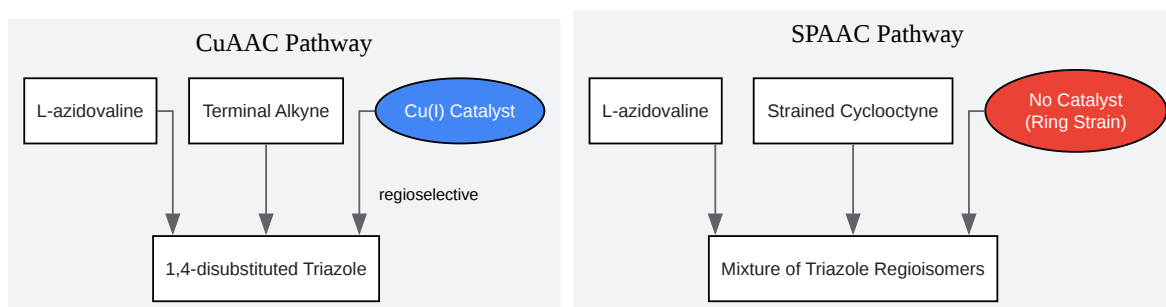 CuAAC Pathway
L-azidovaline
Terminal Alkyne
Cu(I) Catalyst
regioselective
1,4-disubstituted Triazole
SPAAC Pathway
L-azidovaline
Strained Cyclooctyne
No Catalyst
(Ring Strain)
Mixture of Triazole Regioisomers